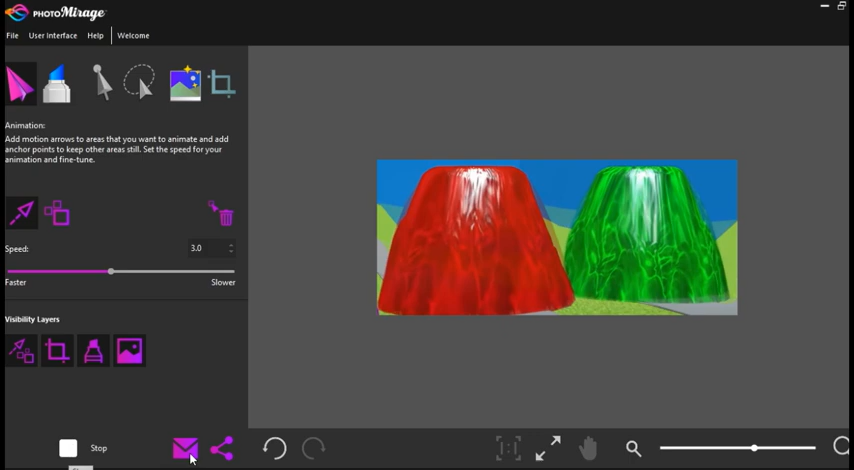 PHOTOMirage
File User Interface Help Welcome
Animation:
Add motion arrows to areas that you want to animate and add
anchor points to keep other areas still. Set the speed for your
animation and fine-tune.
Speed: 3.0
Faster Slower
Visibility Layers
Stop